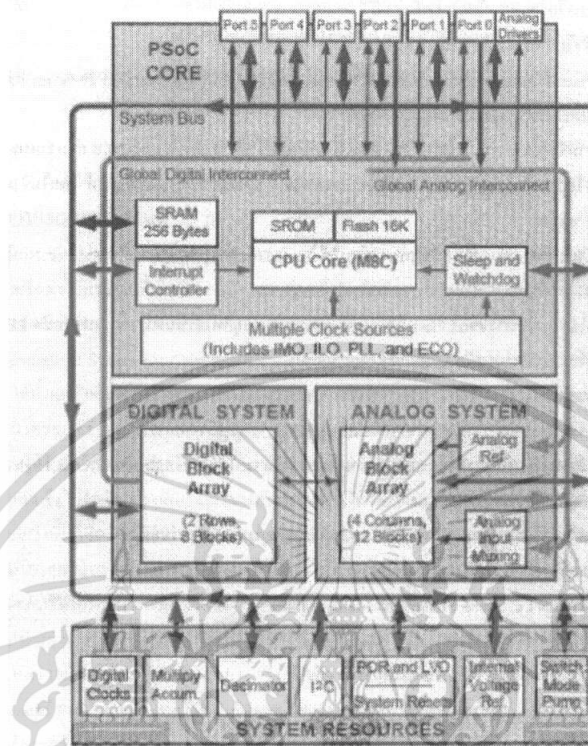 Port 5 Port 4 Port 3 Port 2 Port 1 Port 0 Analog Drivers
PSoC CORE
System Bus
Global Digital Interconnect
Global Analog Interconnect
SRAM
256 Bytes
SROM Flash 16K
CPU Core (M8C)
Interrupt
Controller
Sleep and
Watchdog
Multiple Clock Sources
(Includes IMO, ILO, PLL, and ECO)
DIGITAL SYSTEM
ANALOG SYSTEM
Digital
Block
Array
(2 Rows,
8 Blocks)
Analog
Block
Array
(4 Columns,
12 Blocks)
Analog
Ref
Analog
Input
Muxing
Digital
Clocks
Multiply
Accum.
Decimator
I²C
POR and LVD
System Resets
Internal
Voltage
Ref.
Switch
Mode
Pump
SYSTEM RESOURCES